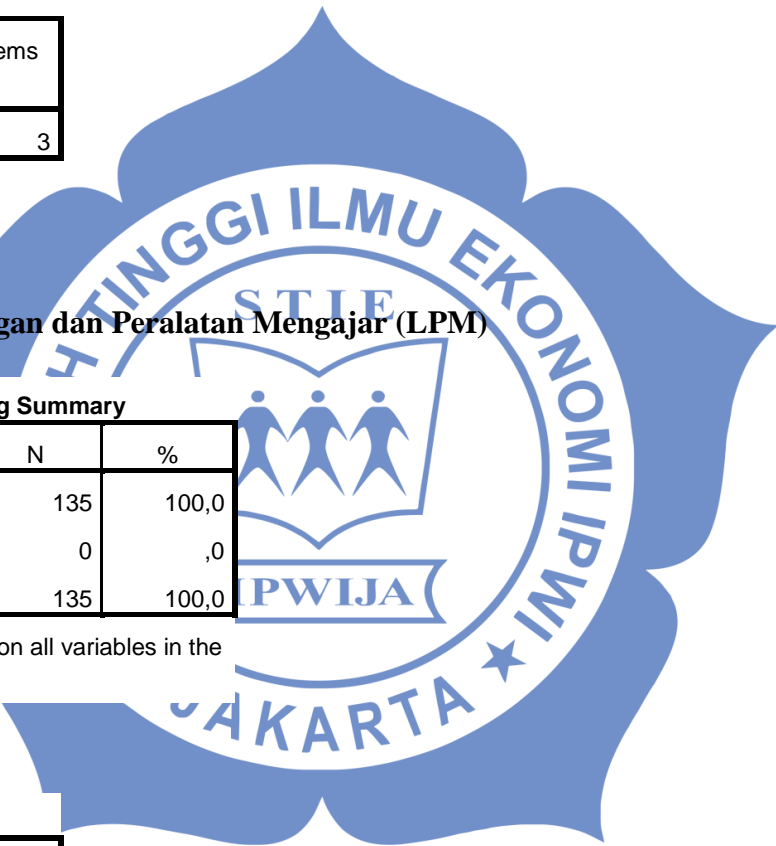 ems
3
H TINGGI ILMU EKONOMI IPWI ★
STIE
gan dan Peralatan Mengajar (LPM)
g Summary
N %
135 100,0
0 ,0
135 100,0
on all variables in the
IPWIJA
JAKARTA